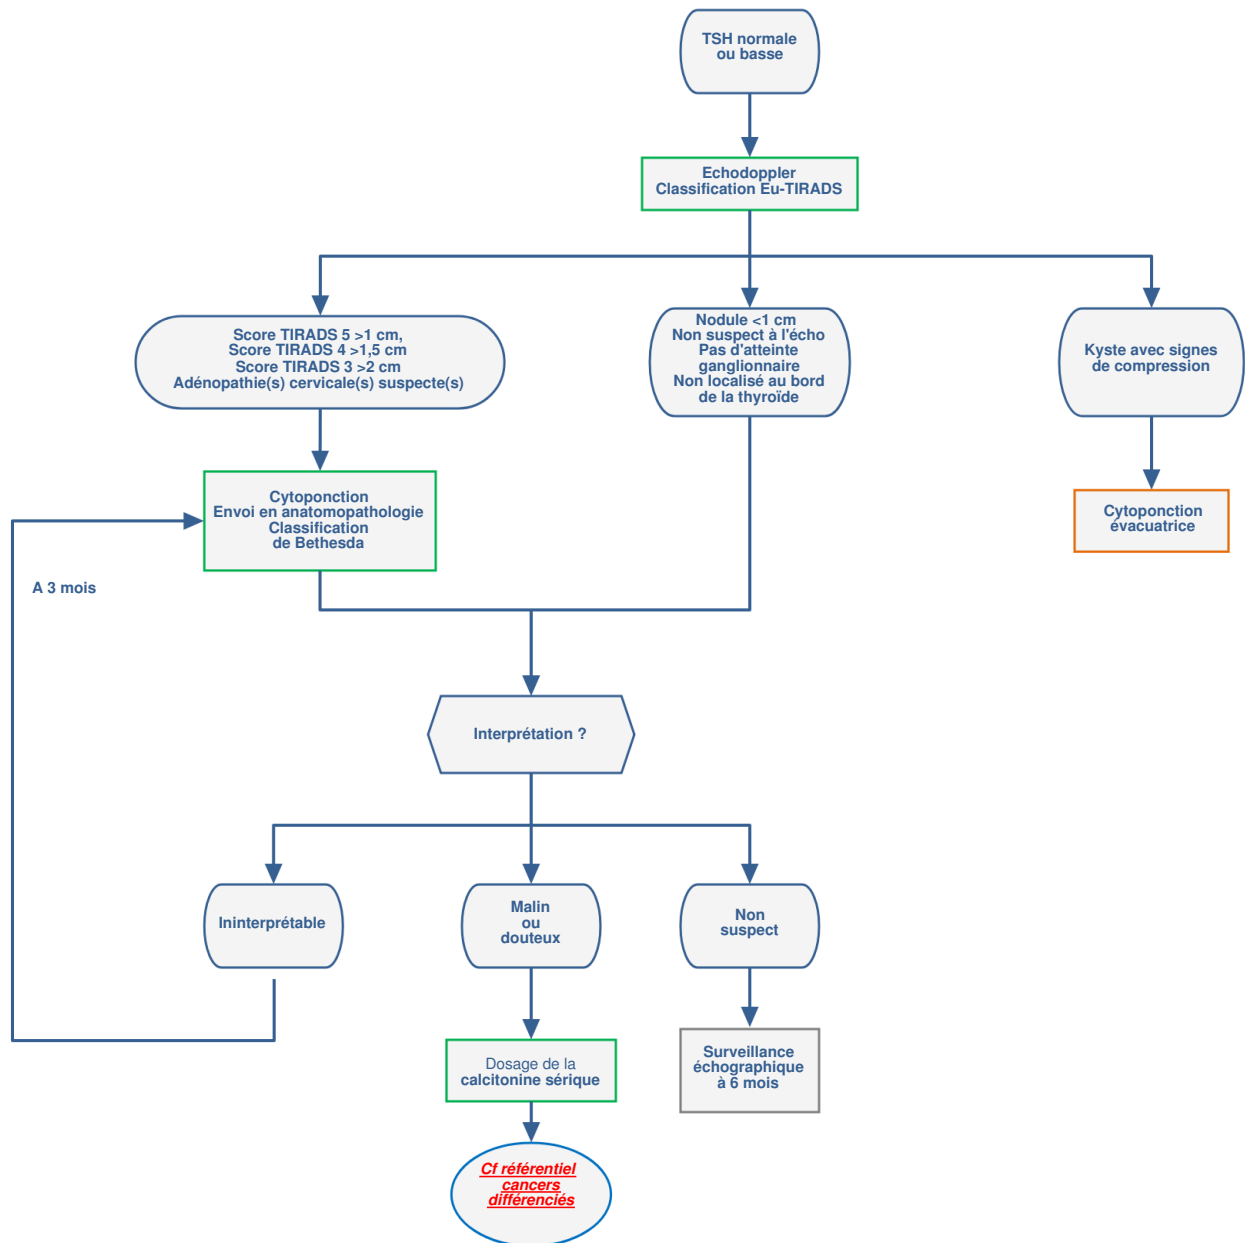 TSH normale
ou basse
Echodoppler
Classification Eu-TIRADS
Score TIRADS 5 >1 cm,
Score TIRADS 4 >1,5 cm
Score TIRADS 3 >2 cm
Adénopathie(s) cervicale(s) suspecte(s)
Nodule <1 cm
Non suspect à l'écho
Pas d'atteinte
ganglionnaire
Non localisé au bord
de la thyroïde
Kyste avec signes
de compression
Cytoponction
Envoi en anatomopathologie
Classification
de Bethesda
Cytoponction
évacuatrice
A 3 mois
Interprétation ?
Ininterprétable
Malin
ou
douteux
Non
suspect
Dosage de la
calcitonine sérique
Surveillance
échographique
à 6 mois
Cf référentiel
cancers
différenciés